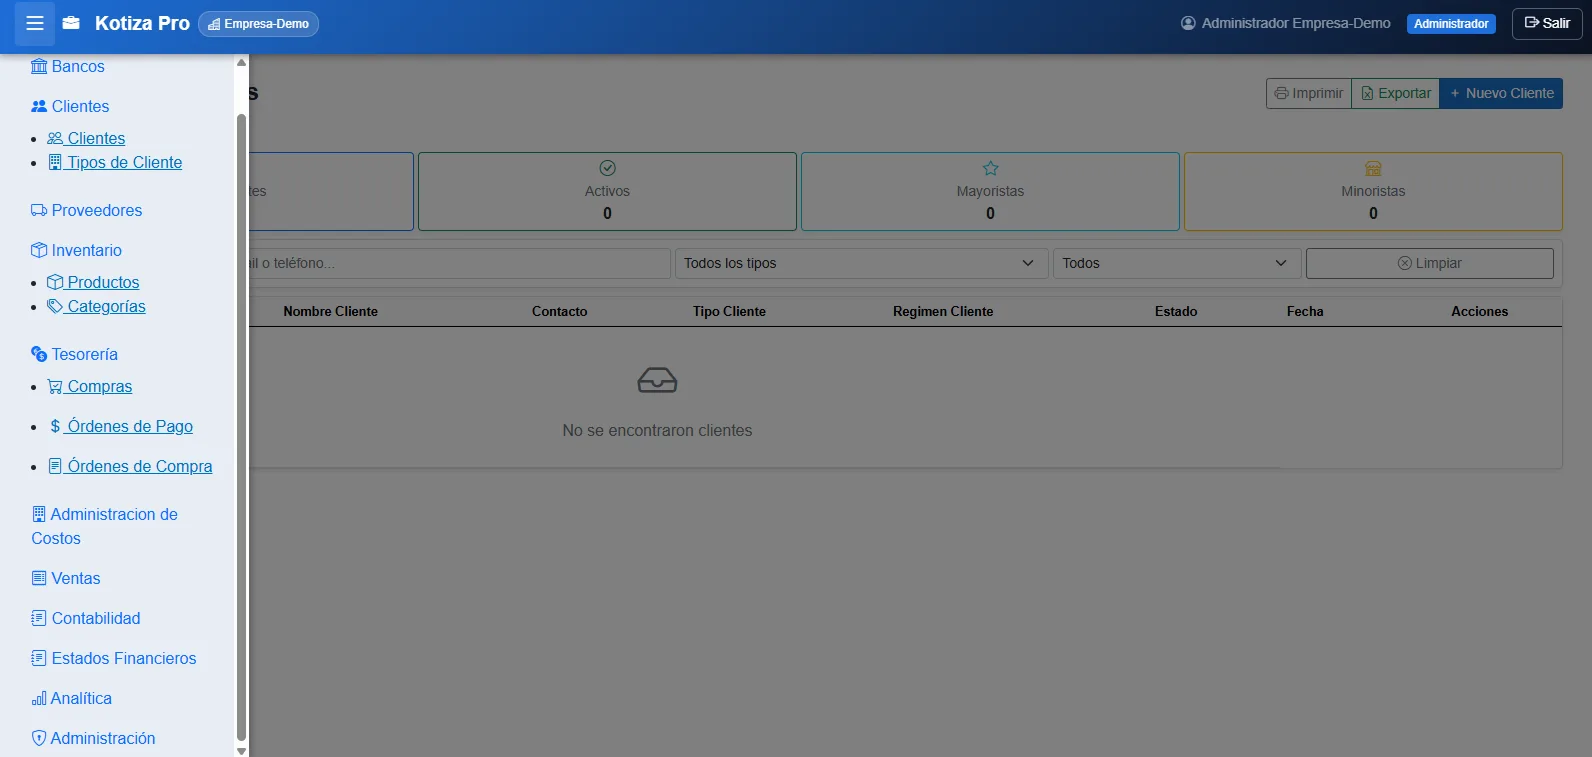 Kotiza Pro
Empresa-Demo
Administrador Empresa-Demo
Administrador
Salir
Bancos
Clientes
Clientes
Tipos de Cliente
Proveedores
Inventario
Productos
Categorías
Tesorería
Compras
$ Órdenes de Pago
Órdenes de Compra
Administracion de
Costos
Ventas
Contabilidad
Estados Financieros
Analítica
Administración
Imprimir
Exportar
+ Nuevo Cliente
Activos
0
Mayoristas
0
Minoristas
0
o teléfono...
Todos los tipos
Todos
Limpiar
Nombre Cliente
Contacto
Tipo Cliente
Regimen Cliente
Estado
Fecha
Acciones
No se encontraron clientes